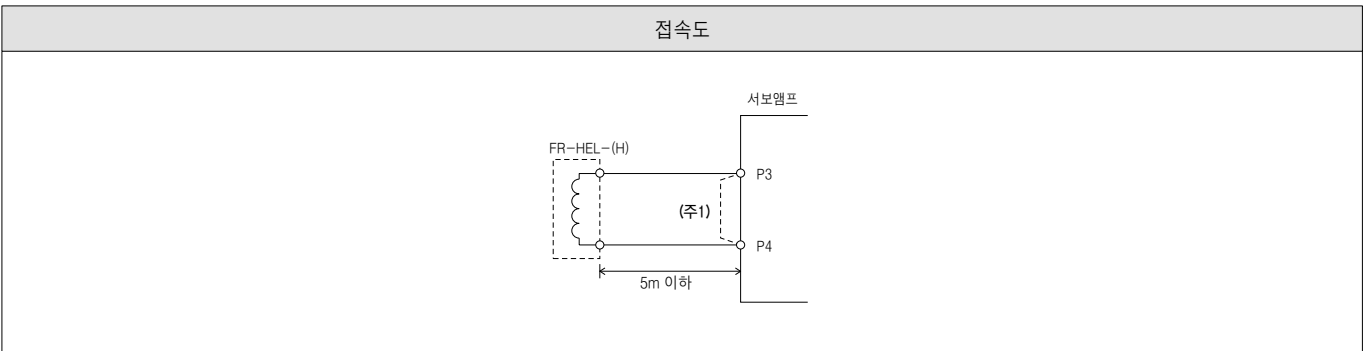 접속도
서보앰프
FR-HEL-(H)
P3
(주1)
P4
5m 이하